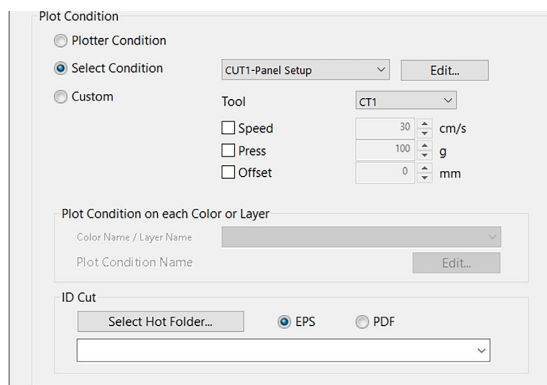 Plot Condition
Plotter Condition
Select Condition CUT1-Panel Setup Edit...
Custom Tool CT1
Speed 30 cm/s
Press 100 g
Offset 0 mm
Plot Condition on each Color or Layer
Color Name / Layer Name
Plot Condition Name Edit...
ID Cut
Select Hot Folder... EPS PDF